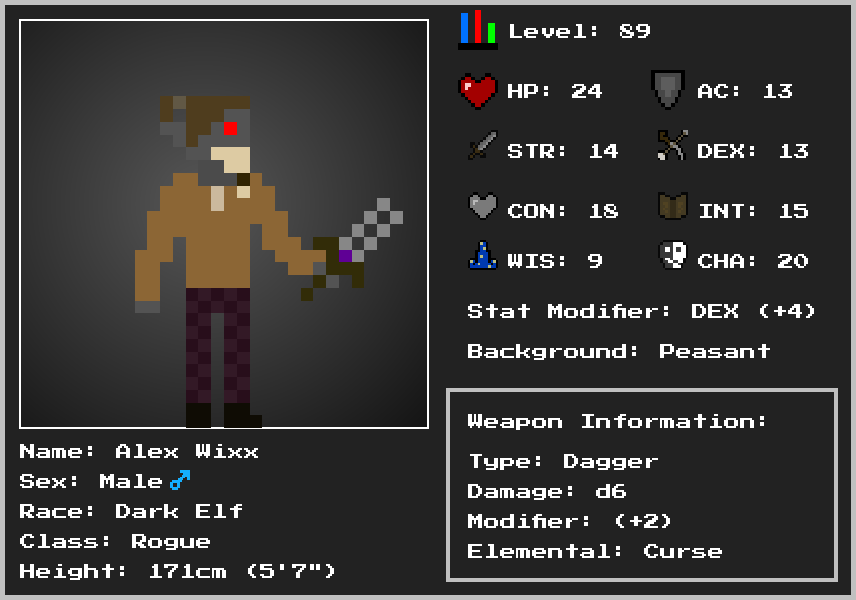 Level: 89
HP: 24
AC: 13
STR: 14
DEX: 13
CON: 18
INT: 15
WIS: 9
CHA: 20
Stat Modifier: DEX (+4)
Background: Peasant
Weapon Information:
Type: Dagger
Damage: d6
Modifier: (+2)
Elemental: Curse
Name: Alex Wixx
Sex: Male ♂
Race: Dark Elf
Class: Rogue
Height: 171cm (5'7")